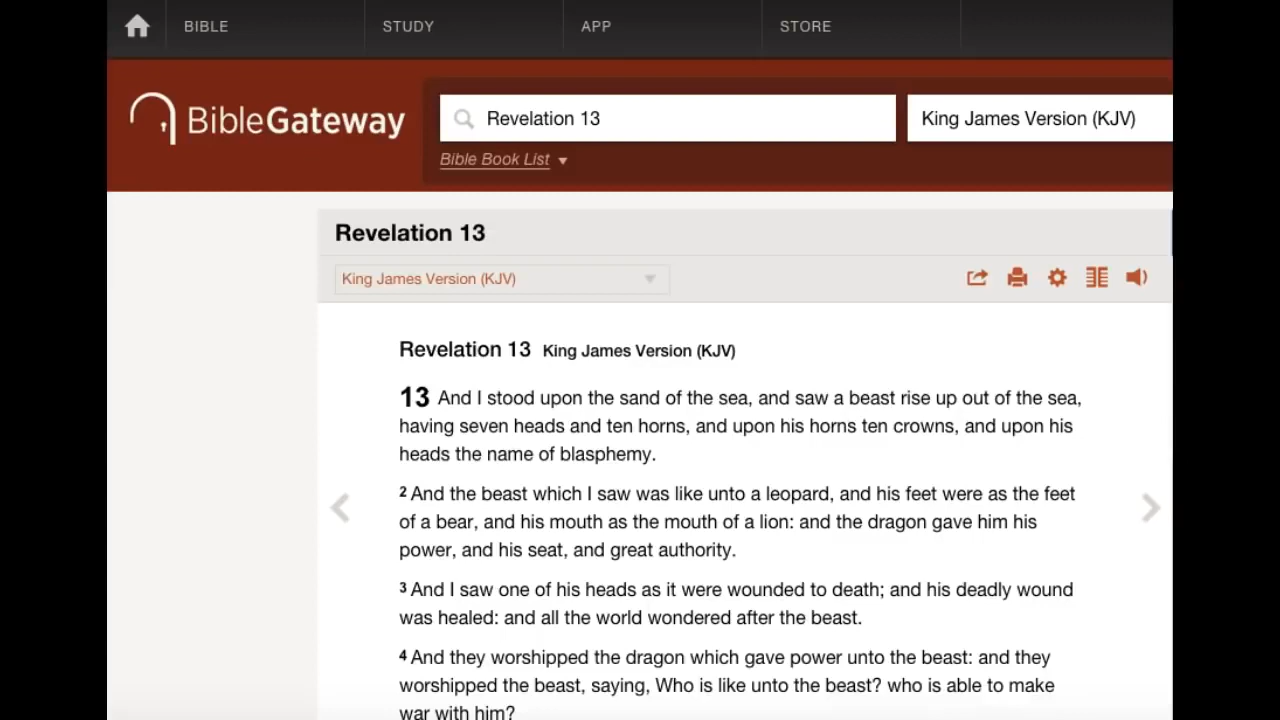 BIBLE STUDY APP STORE
BibleGateway
Revelation 13 King James Version (KJV)
Bible Book List
Revelation 13
King James Version (KJV)
Revelation 13 King James Version (KJV)
13 And I stood upon the sand of the sea, and saw a beast rise up out of the sea,
having seven heads and ten horns, and upon his horns ten crowns, and upon his
heads the name of blasphemy.
2 And the beast which I saw was like unto a leopard, and his feet were as the feet
of a bear, and his mouth as the mouth of a lion: and the dragon gave him his
power, and his seat, and great authority.
3 And I saw one of his heads as it were wounded to death; and his deadly wound
was healed: and all the world wondered after the beast.
4 And they worshipped the dragon which gave power unto the beast: and they
worshipped the beast, saying, Who is like unto the beast? who is able to make
war with him?